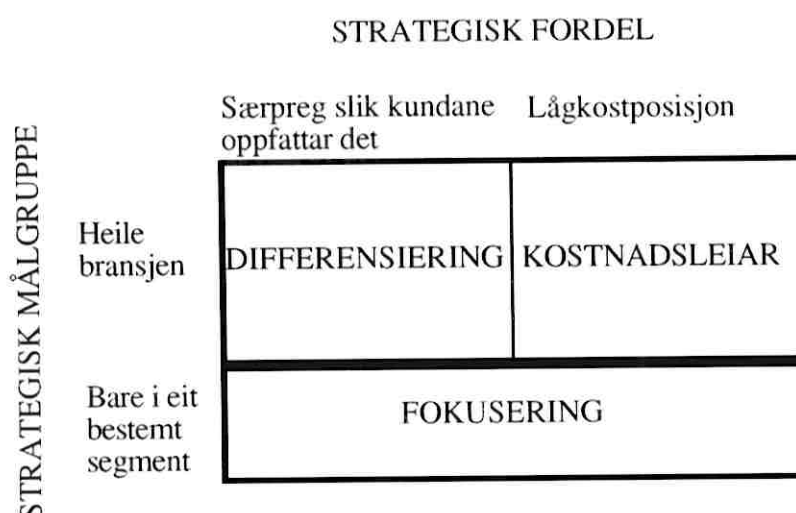 STRATEGISK FORDEL
Særpreg slik kundane
oppfattar det
Lågkostposisjon
STRATEGISK MÅLGRUPPE
Heile
bransjen
DIFFERENSIERING
KOSTNADSLEIAR
Bare i eit
bestemt
segment
FOKUSERING